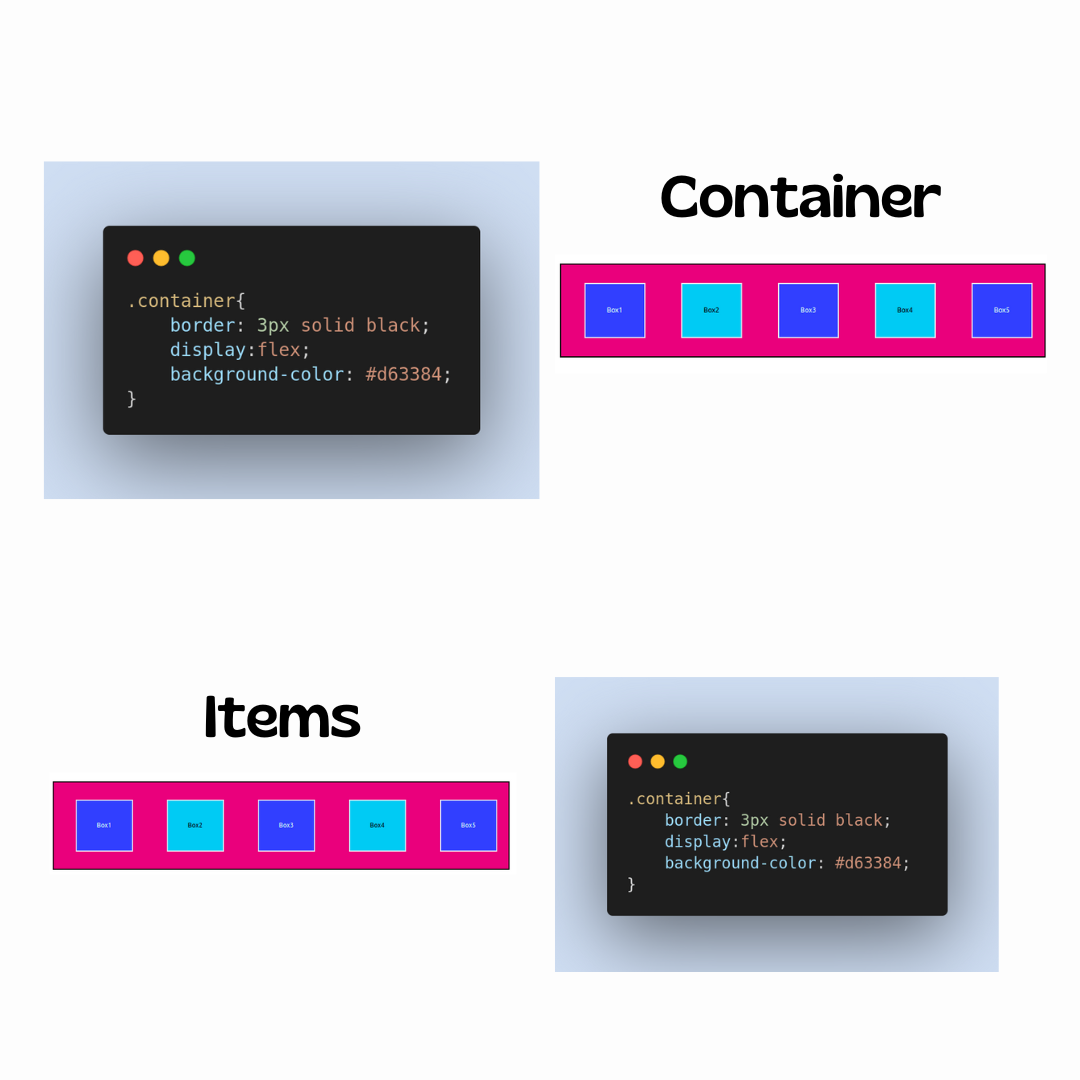 .container{
    border: 3px solid black;
    display:flex;
    background-color: #d63384;
}
Container
Box1 Box2 Box3 Box4 Box5
Items
Box1 Box2 Box3 Box4 Box5
.container{
    border: 3px solid black;
    display:flex;
    background-color: #d63384;
}